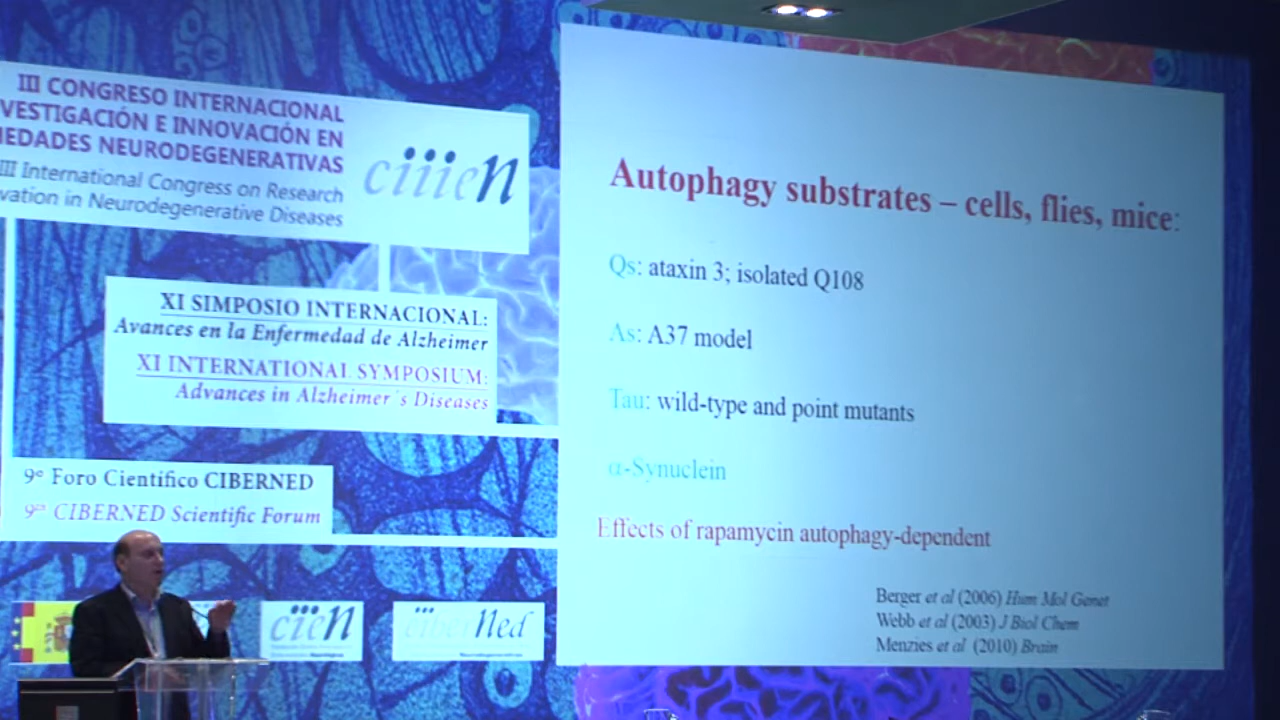 III CONGRESO INTERNACIONAL
VESTIGACIÓN E INNOVACIÓN EN
EDADES NEURODEGENERATIVAS
III International Congress on Research
vation in Neurodegenerative Diseases
ciiien
XI SIMPOSIO INTERNACIONAL:
Avances en la Enfermedad de Alzheimer
XI INTERNATIONAL SYMPOSIUM:
Advances in Alzheimer´s Diseases
9º Foro Científico CIBERNED
9th CIBERNED Scientific Forum
cien
ciberned
Autophagy substrates – cells, flies, mice:
Qs: ataxin 3; isolated Q108
As: A37 model
Tau: wild-type and point mutants
α-Synuclein
Effects of rapamycin autophagy-dependent
Berger et al (2006) Hum Mol Genet
Webb et al (2003) J Biol Chem
Menzies et al (2010) Brain